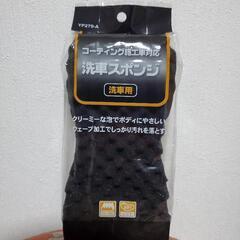 YP279-A
コーティング施工車対応
洗車スポンジ
洗車用
クリーミーな泡でボディにやさしい
ウェーブ加工でしっかり汚れを落とす